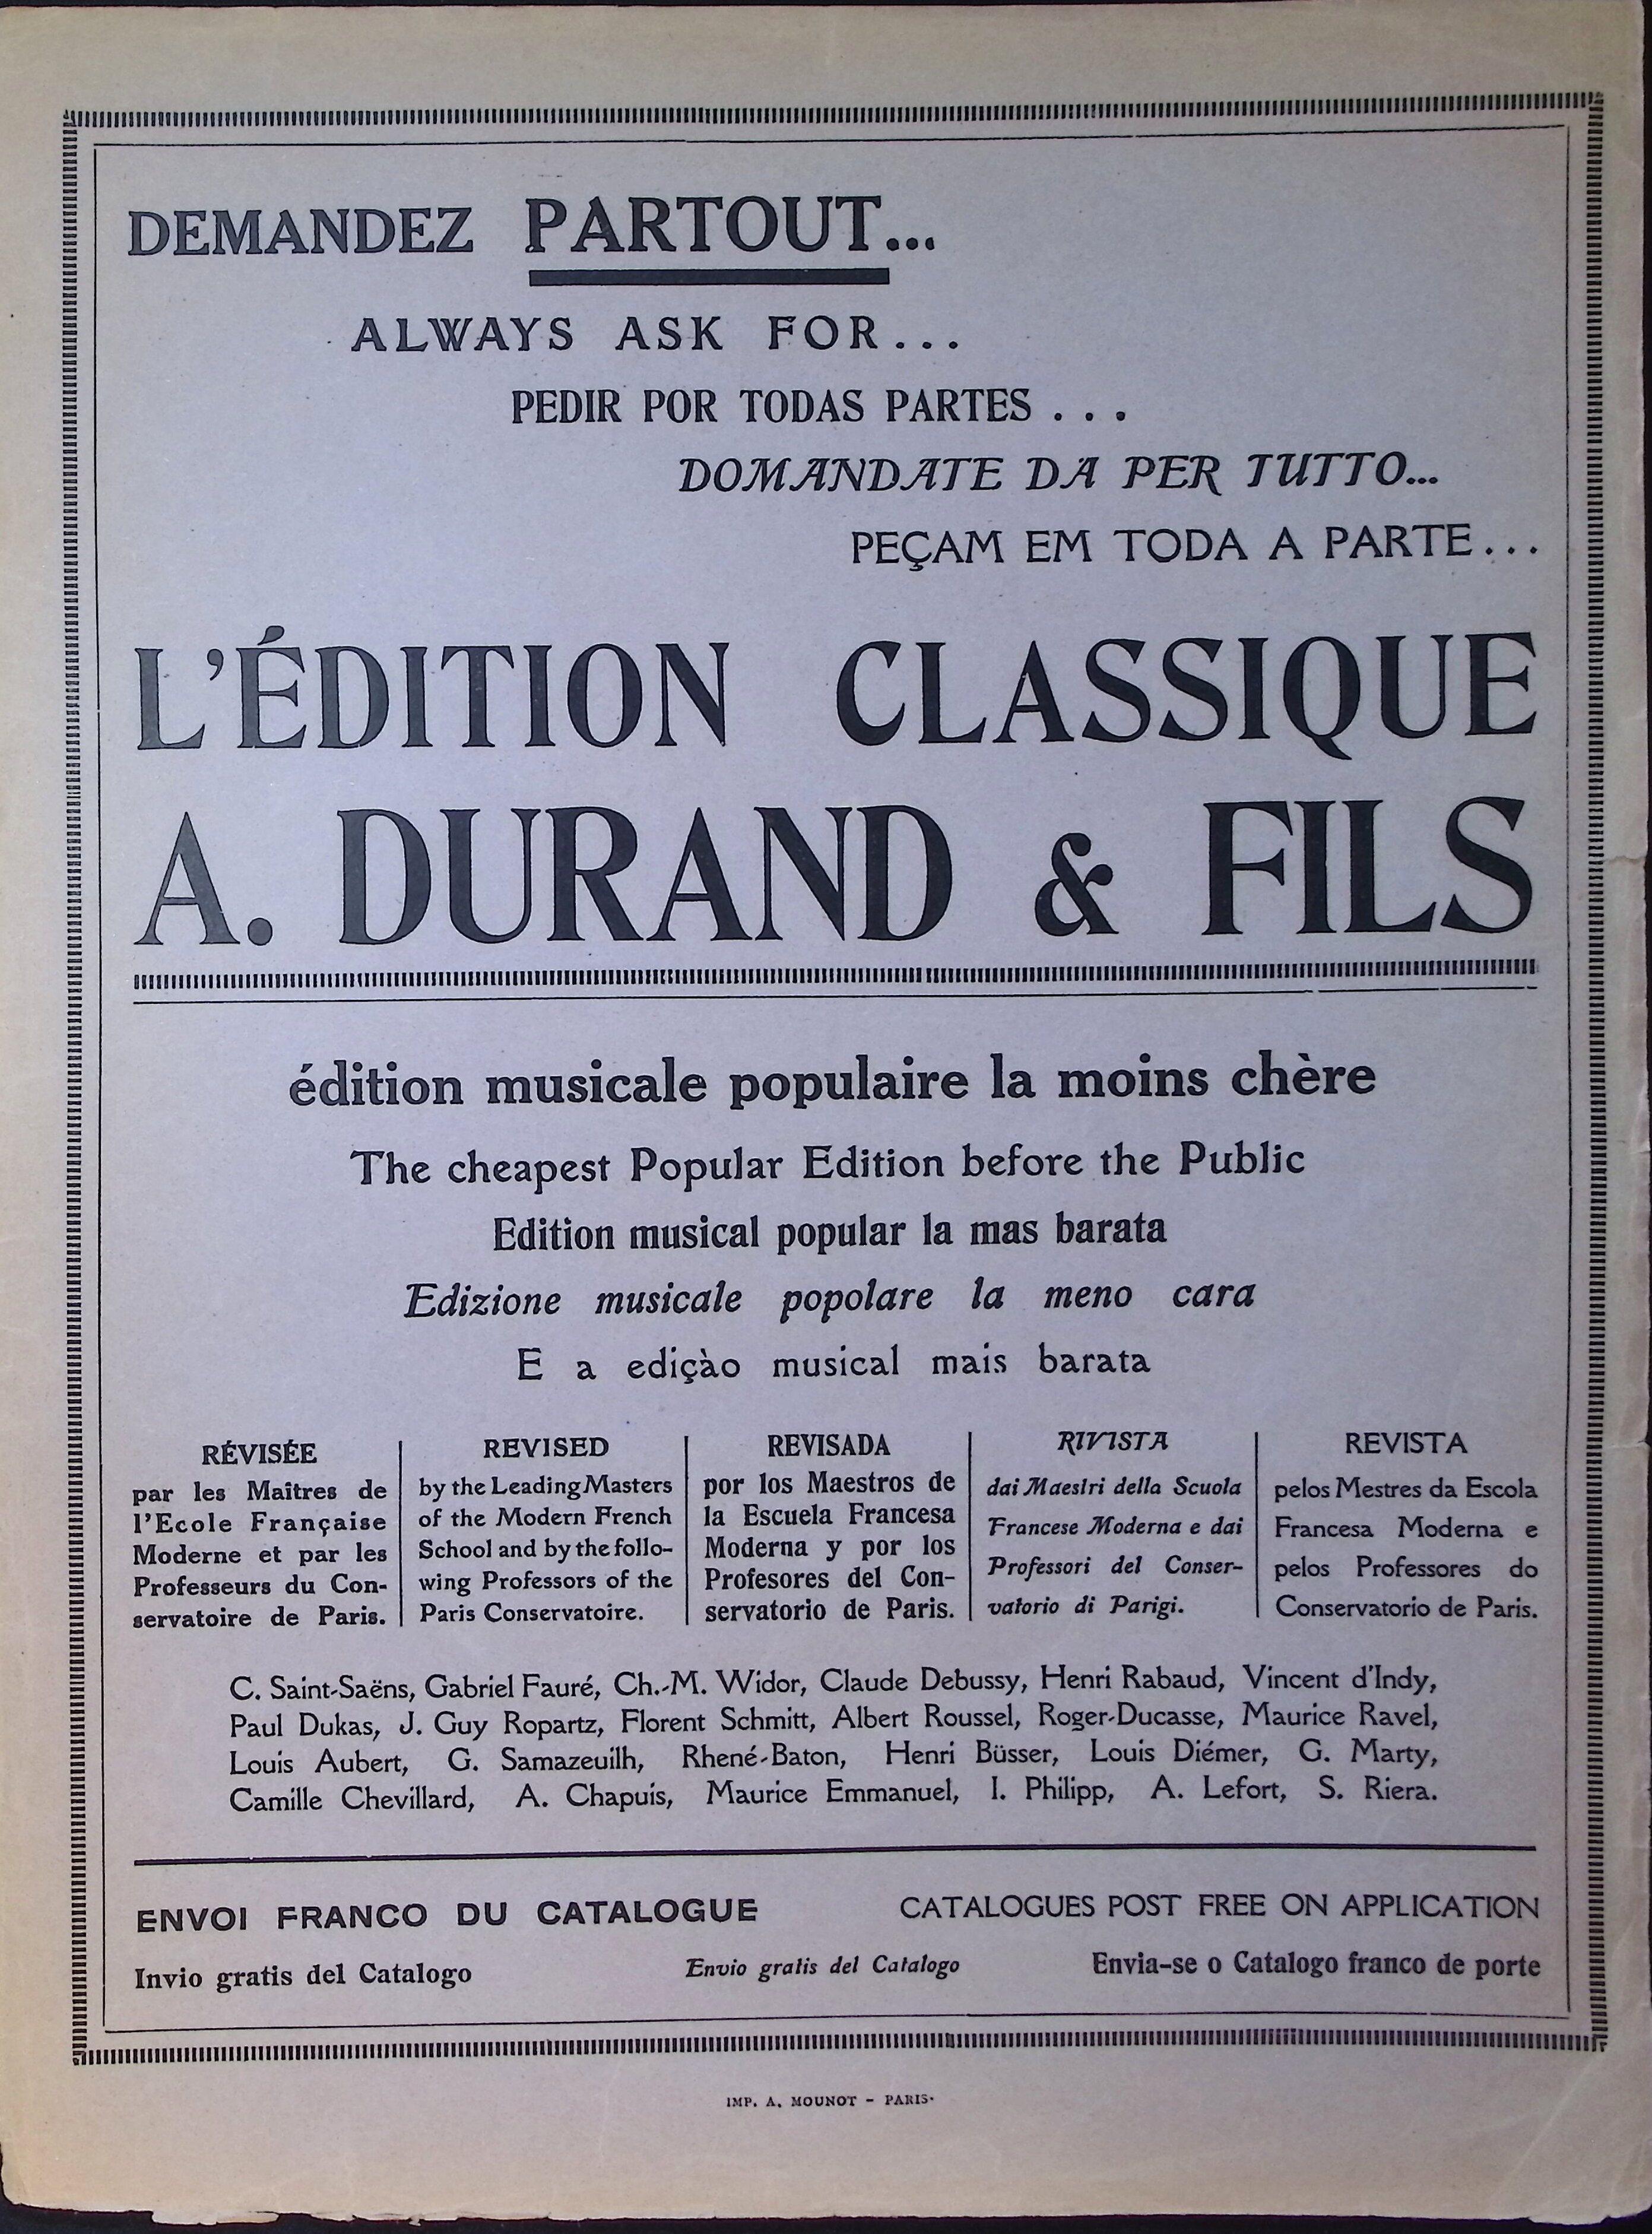 DEMANDEZ PARTOUT...
ALWAYS ASK FOR...
PEDIR POR TODAS PARTES . . .
DOMANDATE DA PER TUTTO...
PEÇAM EM TODA A PARTE...
L'ÉDITION CLASSIQUE
A. DURAND & FILS
édition musicale populaire la moins chère
The cheapest Popular Edition before the Public
Edition musical popular la mas barata
Edizione musicale popolare la meno cara
E a edição musical mais barata
RÉVISÉE
par les Maîtres de
l'Ecole Française
Moderne et par les
Professeurs du Con-
servatoire de Paris.
REVISED
by the Leading Masters
of the Modern French
School and by the follo-
wing Professors of the
Paris Conservatoire.
REVISADA
por los Maestros de
la Escuela Francesa
Moderna y por los
Profesores del Con-
servatorio de Paris.
RIVISTA
dai Maestri della Scuola
Francese Moderna e dai
Professori del Conser-
vatorio di Parigi.
REVISTA
pelos Mestres da Escola
Francesa Moderna e
pelos Professores do
Conservatorio de Paris.
C. Saint-Saëns, Gabriel Fauré, Ch.-M. Widor, Claude Debussy, Henri Rabaud, Vincent d'Indy,
Paul Dukas, J. Guy Ropartz, Florent Schmitt, Albert Roussel, Roger-Ducasse, Maurice Ravel,
Louis Aubert, G. Samazeuilh, Rhené-Baton, Henri Büsser, Louis Diémer, G. Marty,
Camille Chevillard, A. Chapuis, Maurice Emmanuel, I. Philipp, A. Lefort, S. Riera.
ENVOI FRANCO DU CATALOGUE CATALOGUES POST FREE ON APPLICATION
Invio gratis del Catalogo Envio gratis del Catalogo Envia-se o Catalogo franco de porte
IMP. A. MOUNOT - PARIS.